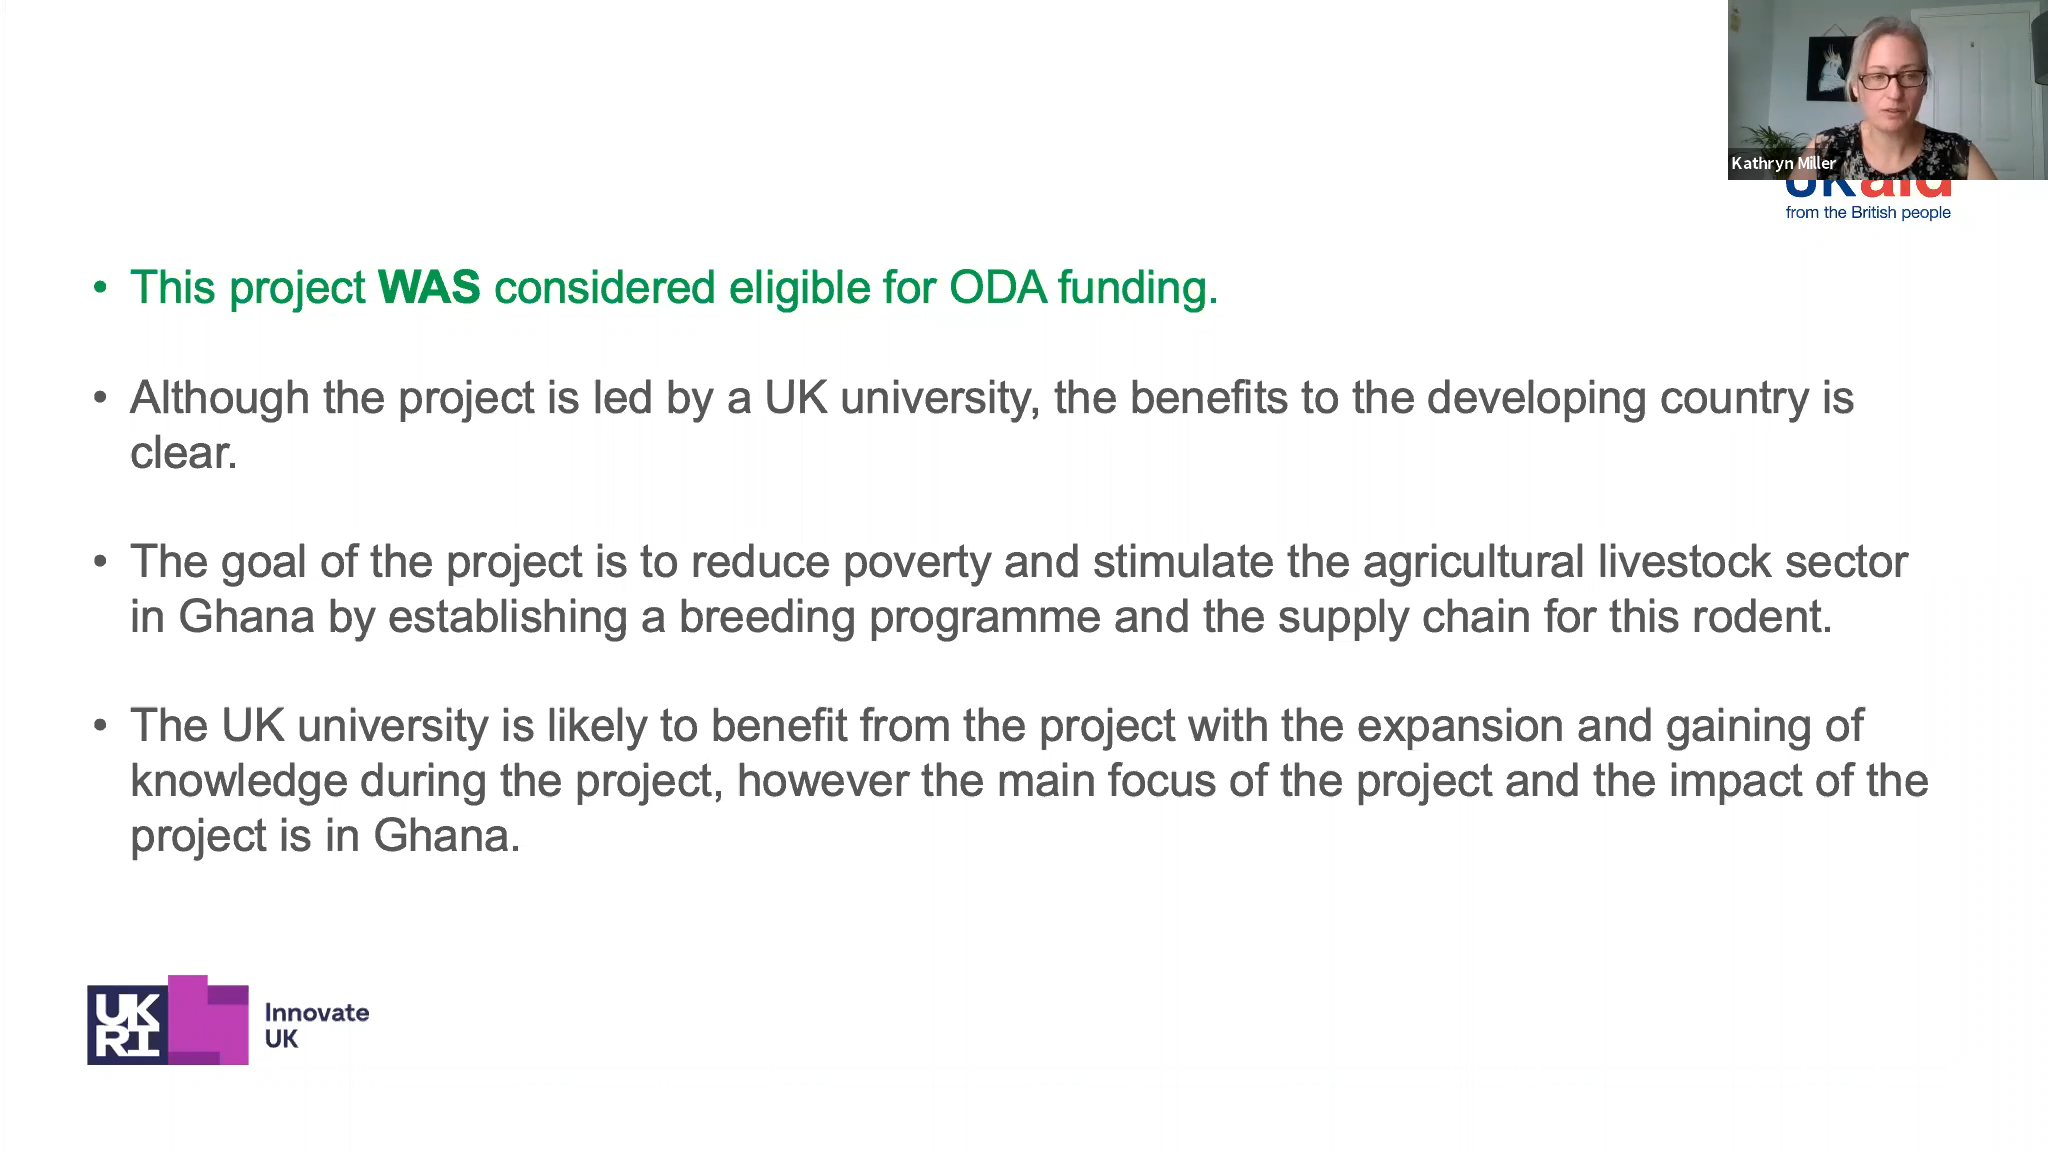 Kathryn Miller
UKaid
from the British people
• This project WAS considered eligible for ODA funding.
• Although the project is led by a UK university, the benefits to the developing country is
clear.
• The goal of the project is to reduce poverty and stimulate the agricultural livestock sector
in Ghana by establishing a breeding programme and the supply chain for this rodent.
• The UK university is likely to benefit from the project with the expansion and gaining of
knowledge during the project, however the main focus of the project and the impact of the
project is in Ghana.
UK
RI
Innovate
UK